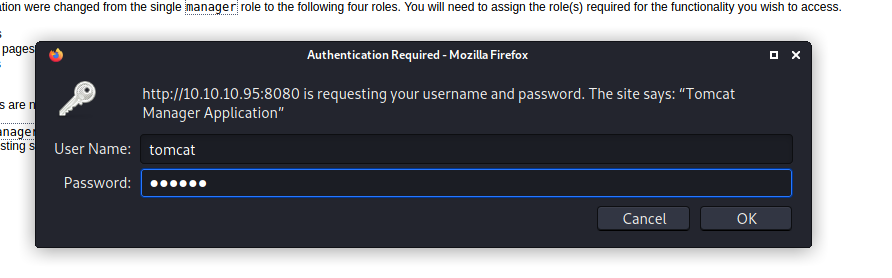 ation were changed from the single manager role to the following four roles. You will need to assign the role(s) required for the functionality you wish to access.
s
pages
s
Authentication Required - Mozilla Firefox
http://10.10.10.95:8080 is requesting your username and password. The site says: “Tomcat
Manager Application”
s are n
anager
sting s
User Name: tomcat
Password: ●●●●●●
Cancel OK